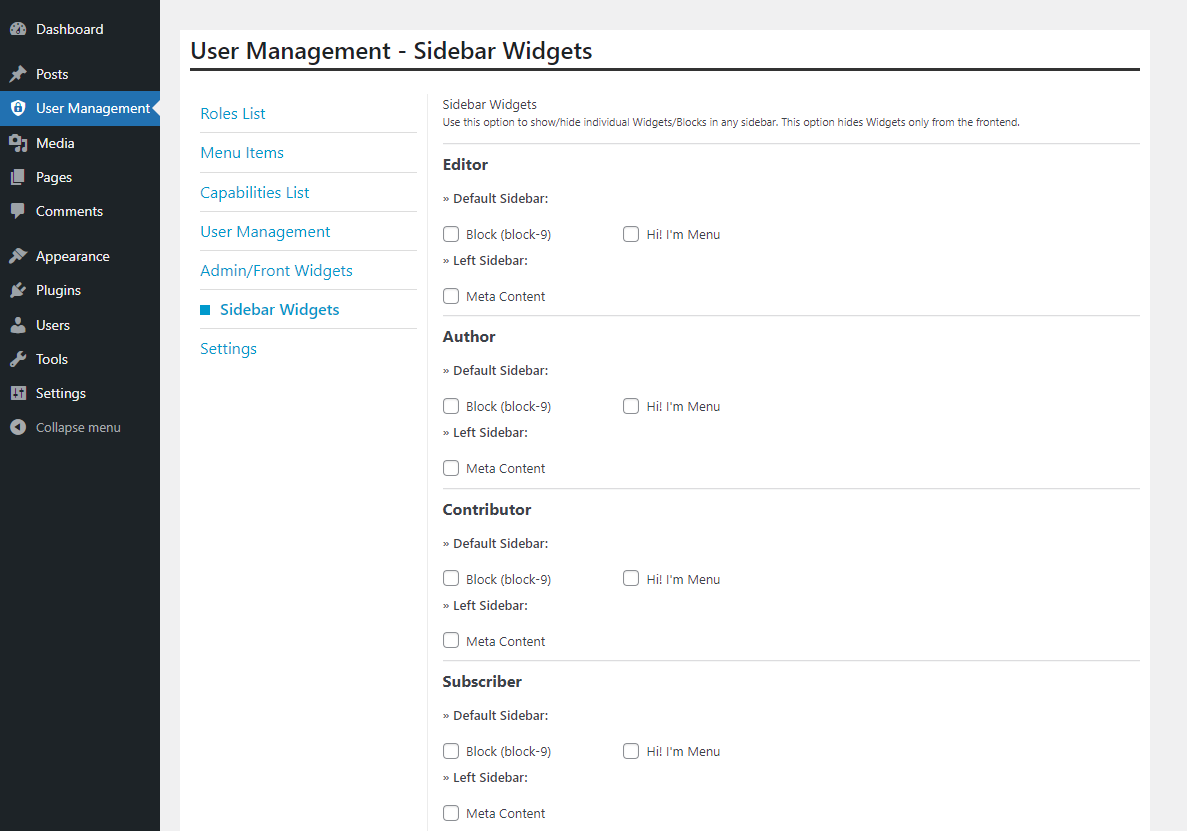 Dashboard
Posts
User Management
Media
Pages
Comments
Appearance
Plugins
Users
Tools
Settings
Collapse menu
User Management - Sidebar Widgets
Roles List
Menu Items
Capabilities List
User Management
Admin/Front Widgets
Sidebar Widgets
Settings
Sidebar Widgets
Use this option to show/hide individual Widgets/Blocks in any sidebar. This option hides Widgets only from the frontend.
Editor
» Default Sidebar:
Block (block-9) Hi! I'm Menu
» Left Sidebar:
Meta Content
Author
» Default Sidebar:
Block (block-9) Hi! I'm Menu
» Left Sidebar:
Meta Content
Contributor
» Default Sidebar:
Block (block-9) Hi! I'm Menu
» Left Sidebar:
Meta Content
Subscriber
» Default Sidebar:
Block (block-9) Hi! I'm Menu
» Left Sidebar:
Meta Content